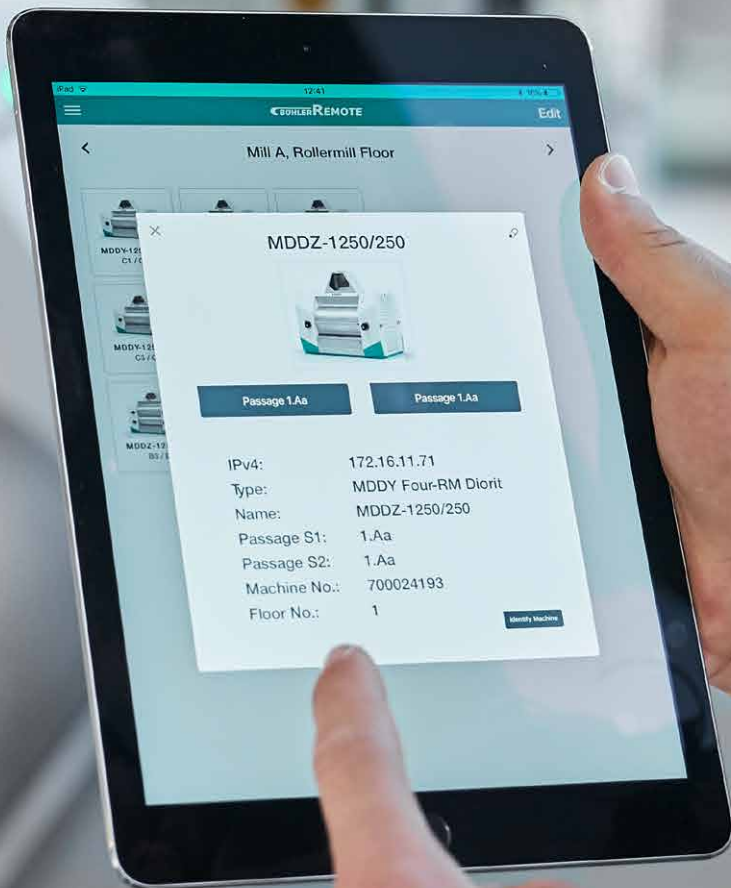 iPad
12:41
BÜHLER REMOTE
Edit
Mill A, Rollermill Floor
MDDZ-1250/250
Passage 1.Aa
Passage 1.Aa
IPv4: 172.16.11.71
Type: MDDY Four-RM Diorit
Name: MDDZ-1250/250
Passage S1: 1.Aa
Passage S2: 1.Aa
Machine No.: 700024193
Floor No.: 1
Identify Machine